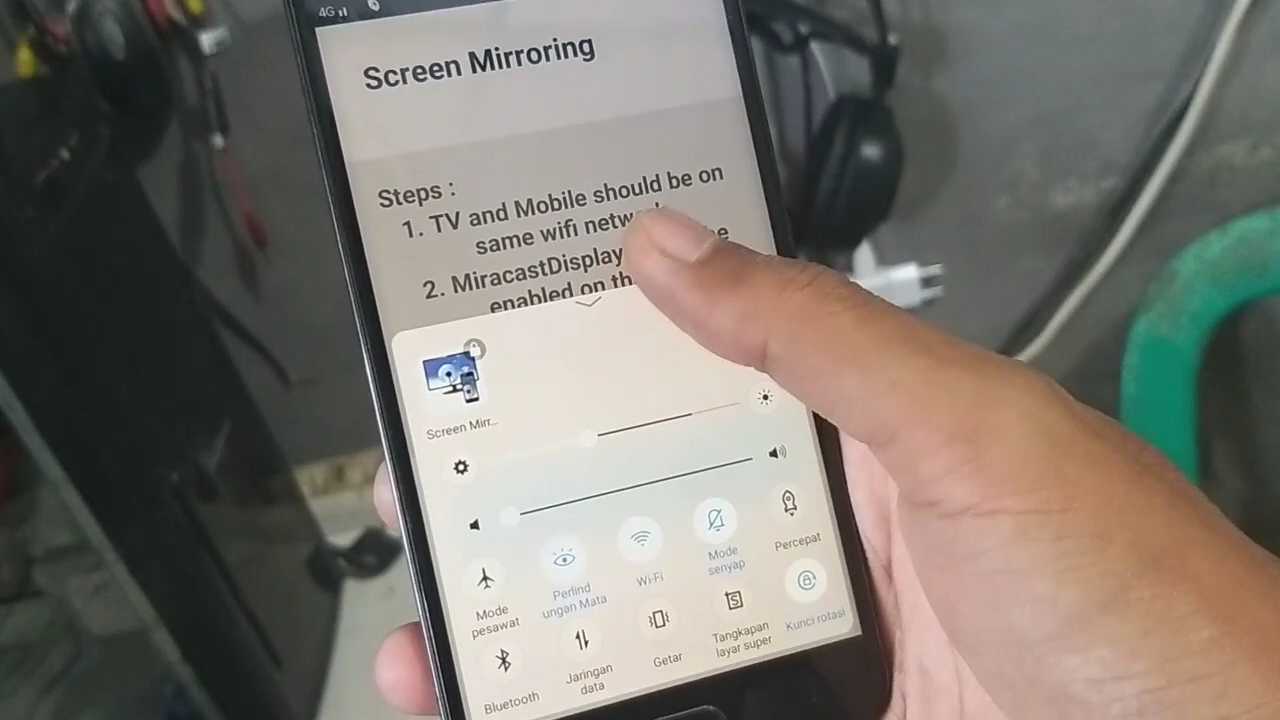 4G
Screen Mirroring
Steps :
1. TV and Mobile should be on
same wifi
2. MiracastDisplay
enabled on
Screen Mirr...
Mode
pesawat
Perlind
ungan Mata
Wi-Fi
Mode
senyap
Percepat
Bluetooth
Jaringan
data
Getar
Tangkapan
layar super
Kunci rotasi